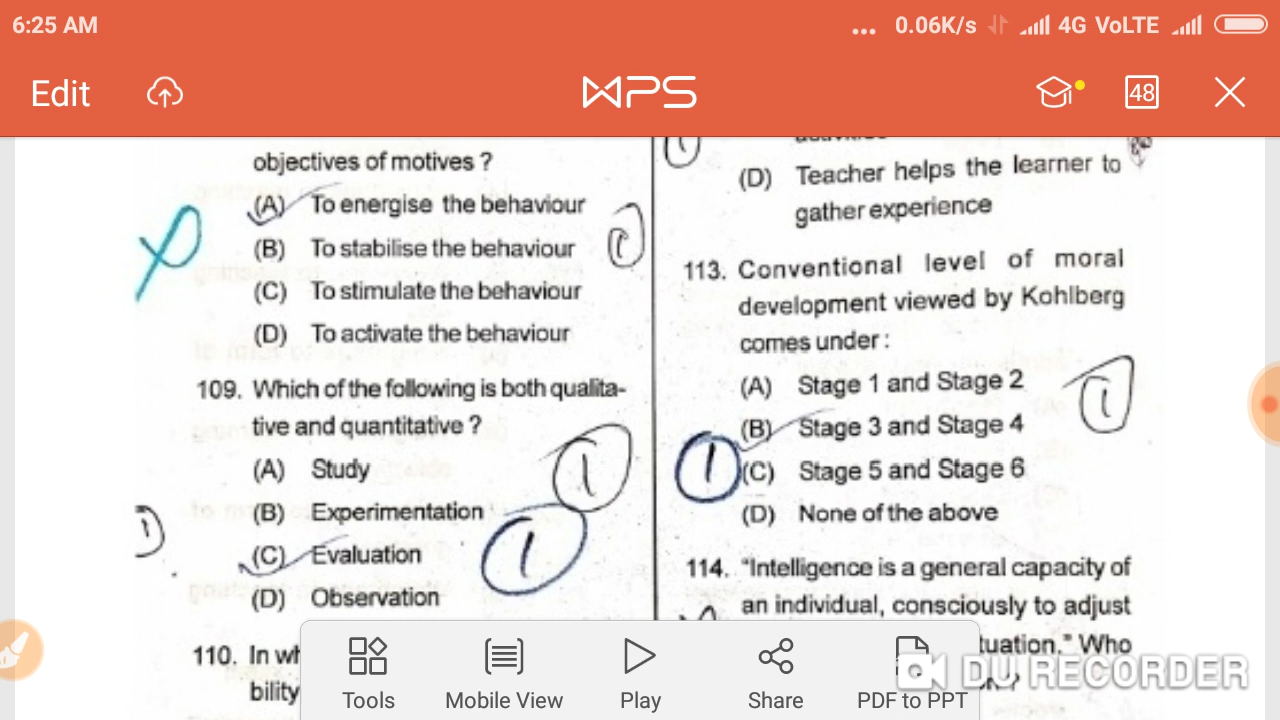 6:25 AM
... 0.06K/s 4G VoLTE
Edit
WPS
48
objectives of motives ?
(A) To energise the behaviour
(B) To stabilise the behaviour
(C) To stimulate the behaviour
(D) To activate the behaviour
109. Which of the following is both qualita-
tive and quantitative ?
(A) Study
(B) Experimentation
(C) Evaluation
(D) Observation
110. In wh
bility
(D) Teacher helps the learner to
gather experience
113. Conventional level of moral
development viewed by Kohlberg
comes under :
(A) Stage 1 and Stage 2
(B) Stage 3 and Stage 4
(C) Stage 5 and Stage 6
(D) None of the above
114. "Intelligence is a general capacity of
an individual, consciously to adjust
tuation." Who
1
1
1
1
1
Tools
Mobile View
Play
Share
PDF to PPT
DU RECORDER